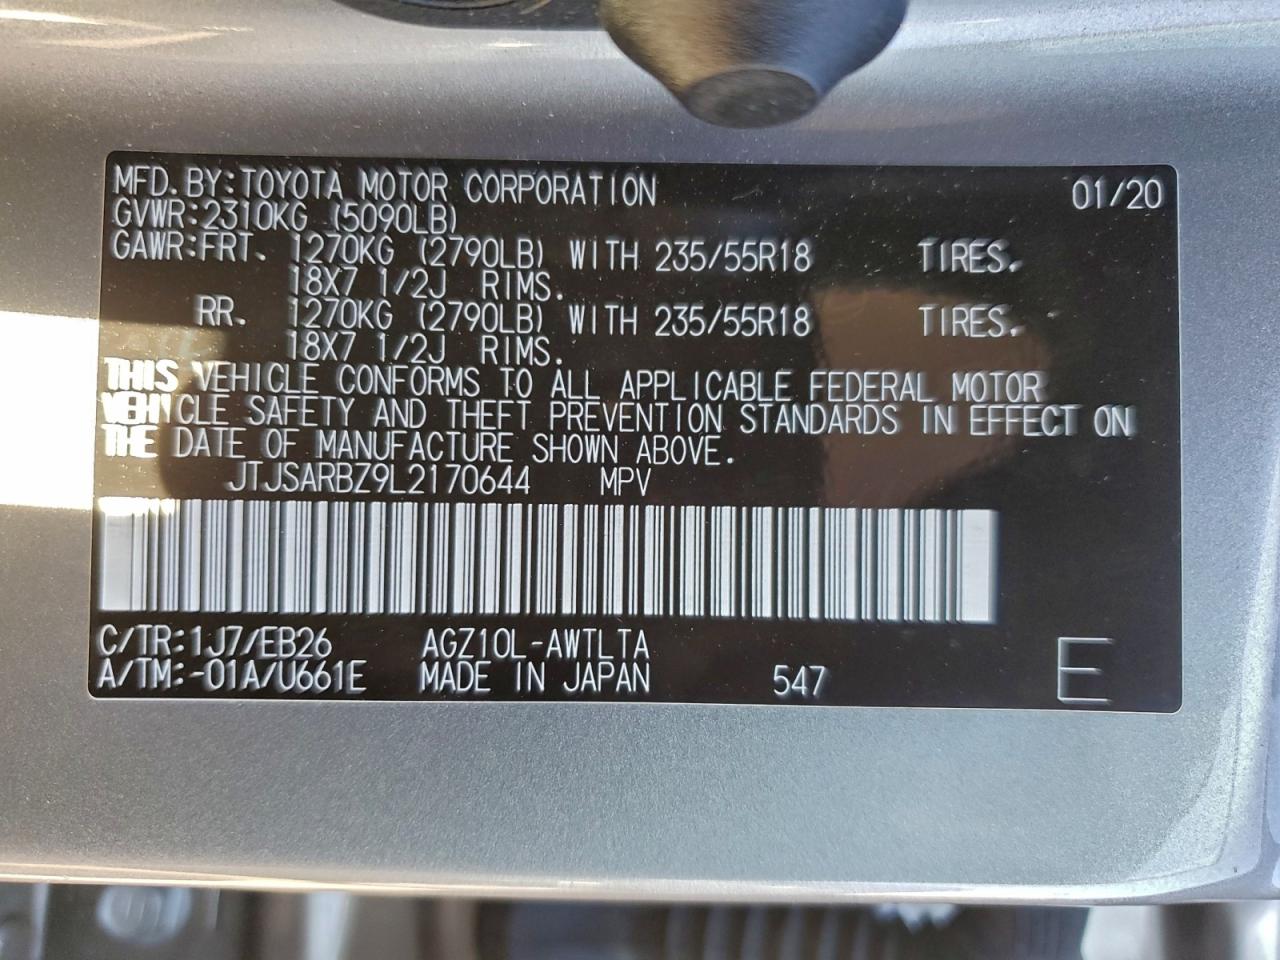 MFD.BY:TOYOTA MOTOR CORPORATION 01/20
GVWR:2310KG (5090LB)
GAWR:FRT. 1270KG (2790LB) WITH 235/55R18 TIRES.
18X7 1/2J RIMS.
RR. 1270KG (2790LB) WITH 235/55R18 TIRES.
18X7 1/2J RIMS.
THIS VEHICLE CONFORMS TO ALL APPLICABLE FEDERAL MOTOR
VEHICLE SAFETY AND THEFT PREVENTION STANDARDS IN EFFECT ON
THE DATE OF MANUFACTURE SHOWN ABOVE.
JTJSARBZ9L2170644 MPV
C/TR:1J7/EB26 AGZ10L-AWTLTA
A/TM:-01A/U661E MADE IN JAPAN 547 E